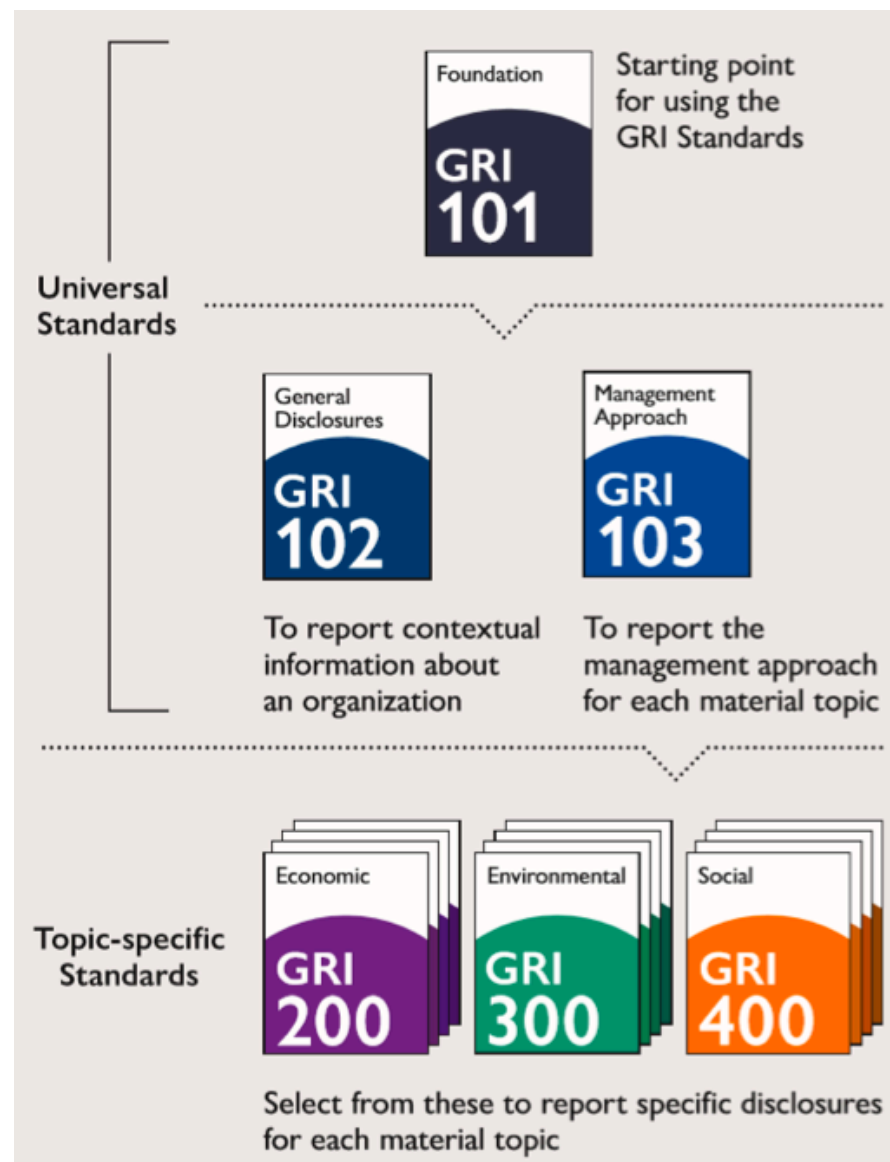 Foundation
GRI
101
Starting point
for using the
GRI Standards
Universal
Standards
General
Disclosures
GRI
102
Management
Approach
GRI
103
To report contextual
information about
an organization
To report the
management approach
for each material topic
Topic-specific
Standards
Economic
GRI
200
Environmental
GRI
300
Social
GRI
400
Select from these to report specific disclosures
for each material topic